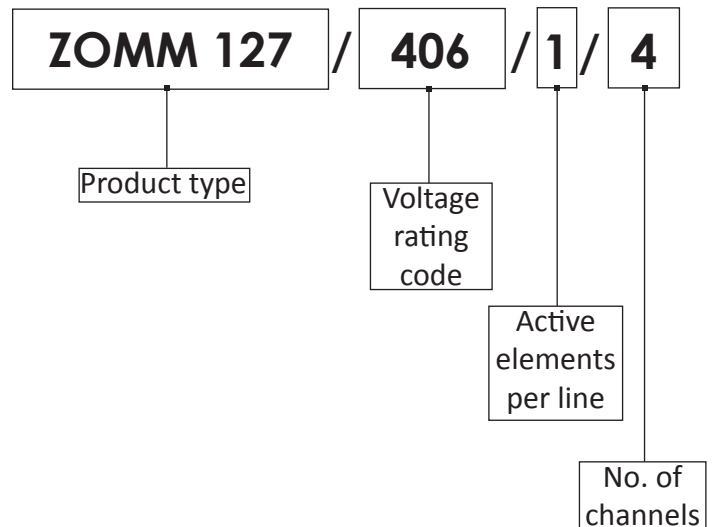 ZOMM 127 / 406 / 1 / 4
Product type
Voltage
rating
code
Active
elements
per line
No. of
channels